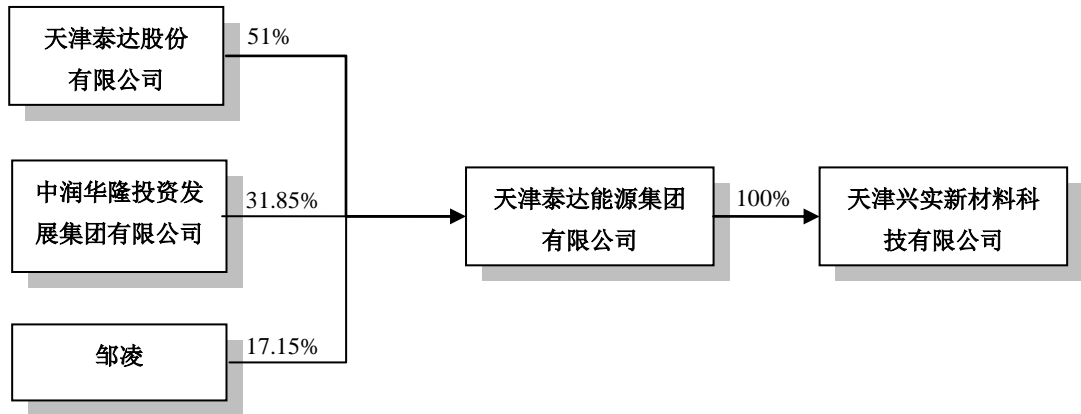 天津泰达股份
有限公司
51%
中润华隆投资发
展集团有限公司
31.85%
天津泰达能源集团
有限公司
100%
天津兴实新材料科
技有限公司
邹凌
17.15%